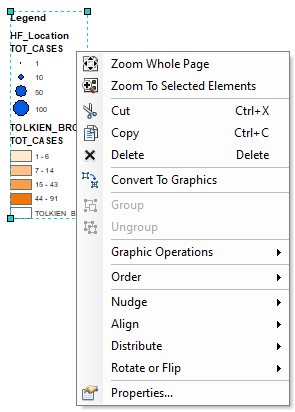 Legend
HF_Location
TOT_CASES
1
10
50
100
TOLKIEN_BRO
TOT_CASES
1 - 6
7 - 14
15 - 43
44 - 91
TOLKIEN_B
Zoom Whole Page
Zoom To Selected Elements
Cut Ctrl+X
Copy Ctrl+C
Delete Delete
Convert To Graphics
Group
Ungroup
Graphic Operations
Order
Nudge
Align
Distribute
Rotate or Flip
Properties...